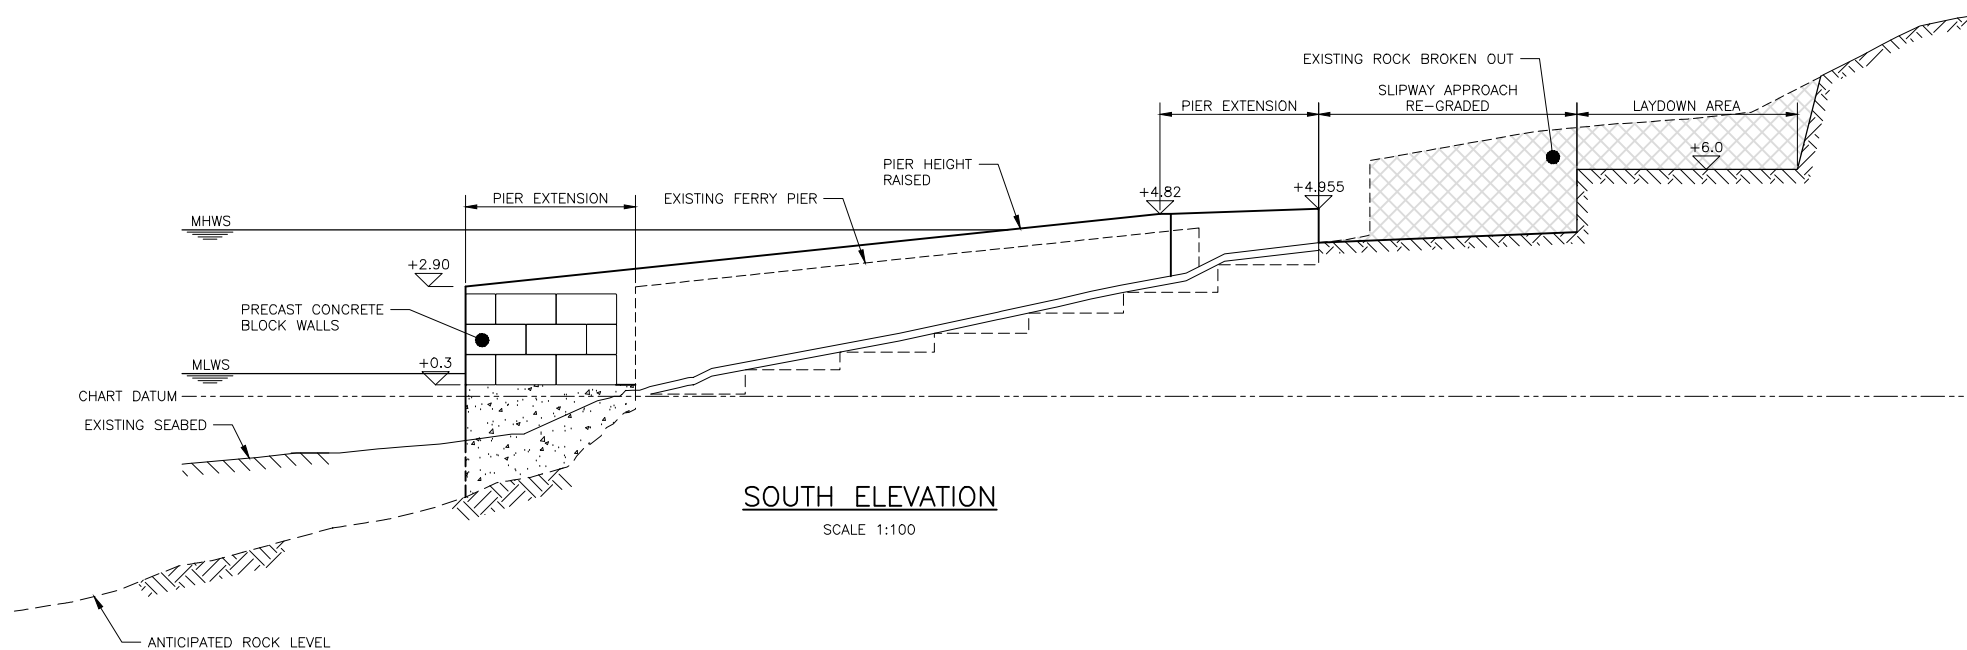 EXISTING ROCK BROKEN OUT
SLIPWAY APPROACH
RE-GRADED
PIER EXTENSION
LAYDOWN AREA
+6.0
PIER HEIGHT
RAISED
+4.82
+4.955
PIER EXTENSION
EXISTING FERRY PIER
MHWS
+2.90
PRECAST CONCRETE
BLOCK WALLS
MLWS
+0.3
CHART DATUM
EXISTING SEABED
SOUTH ELEVATION
SCALE 1:100
ANTICIPATED ROCK LEVEL